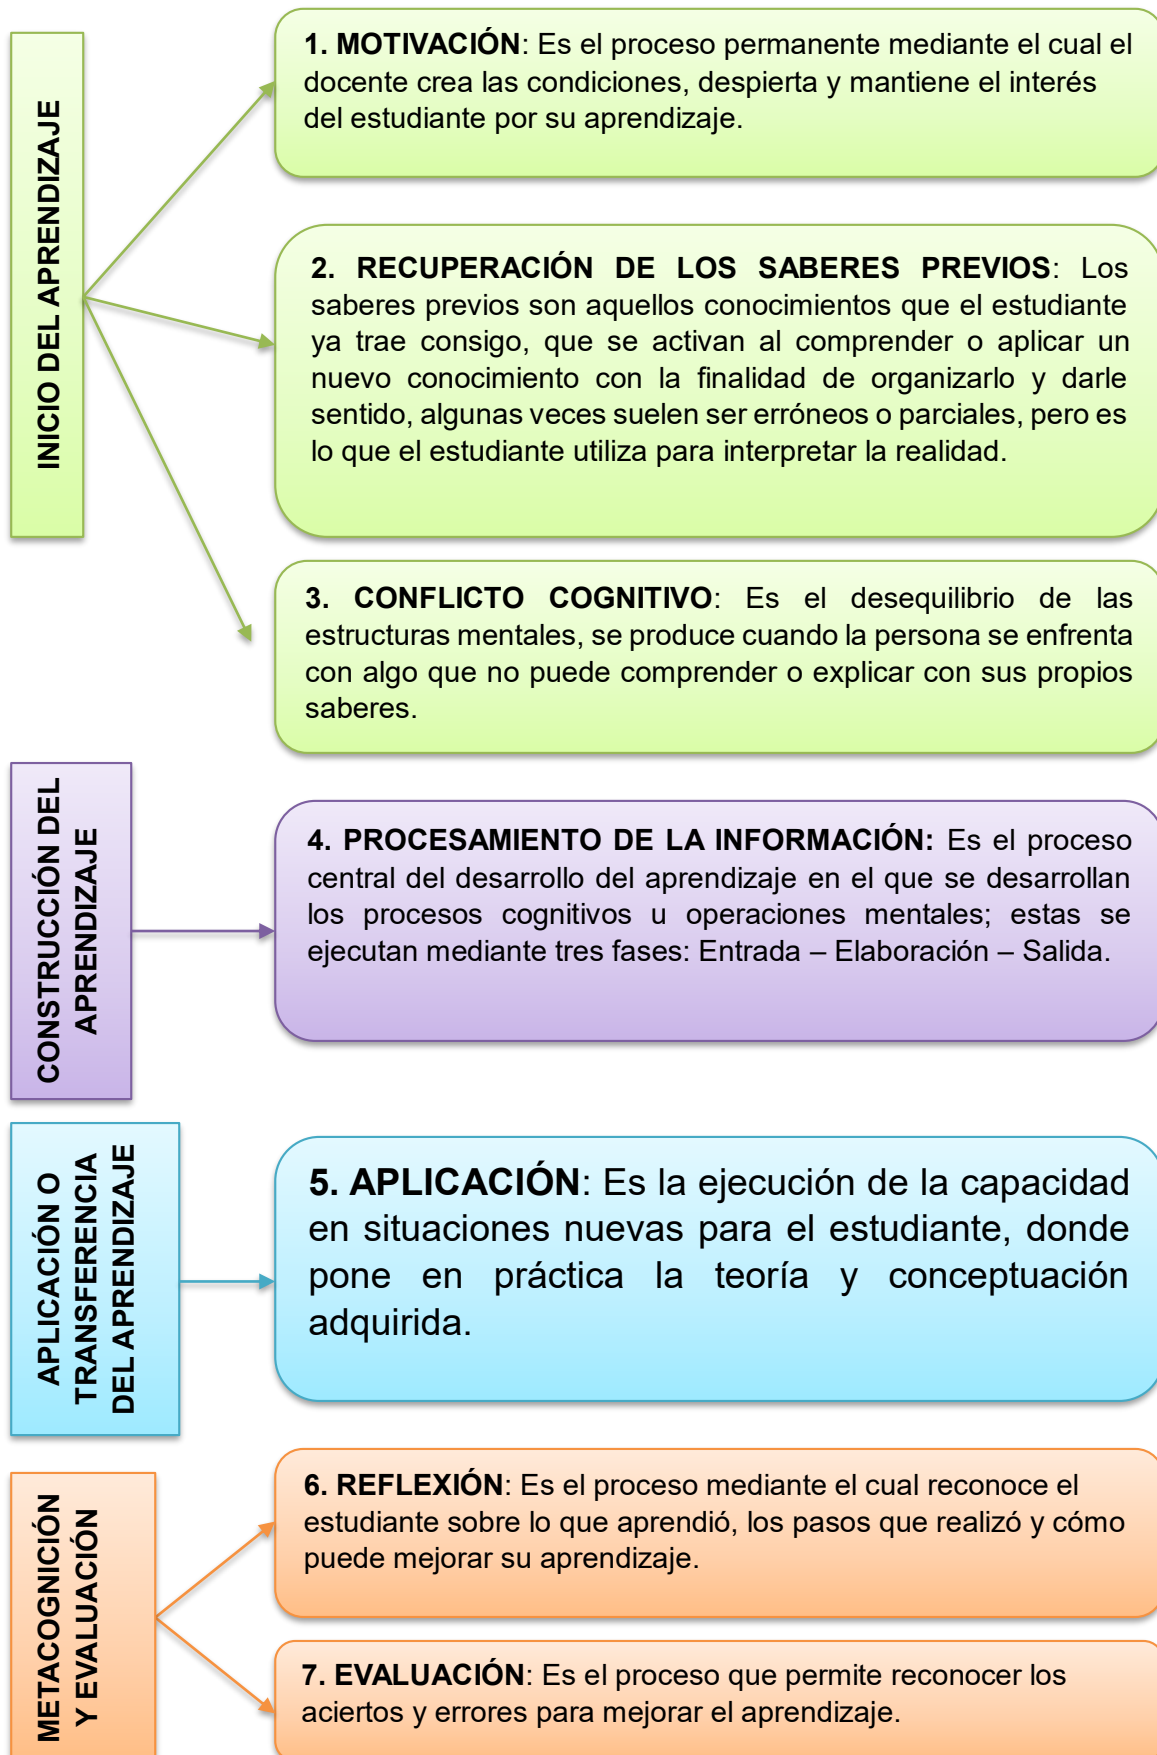 INICIO DEL APRENDIZAJE
1. MOTIVACIÓN: Es el proceso permanente mediante el cual el
docente crea las condiciones, despierta y mantiene el interés
del estudiante por su aprendizaje.
2. RECUPERACIÓN DE LOS SABERES PREVIOS: Los
saberes previos son aquellos conocimientos que el estudiante
ya trae consigo, que se activan al comprender o aplicar un
nuevo conocimiento con la finalidad de organizarlo y darle
sentido, algunas veces suelen ser erróneos o parciales, pero es
lo que el estudiante utiliza para interpretar la realidad.
3. CONFLICTO COGNITIVO: Es el desequilibrio de las
estructuras mentales, se produce cuando la persona se enfrenta
con algo que no puede comprender o explicar con sus propios
saberes.
CONSTRUCCIÓN DEL
APRENDIZAJE
4. PROCESAMIENTO DE LA INFORMACIÓN: Es el proceso
central del desarrollo del aprendizaje en el que se desarrollan
los procesos cognitivos u operaciones mentales; estas se
ejecutan mediante tres fases: Entrada – Elaboración – Salida.
APLICACIÓN O
TRANSFERENCIA
DEL APRENDIZAJE
5. APLICACIÓN: Es la ejecución de la capacidad
en situaciones nuevas para el estudiante, donde
pone en práctica la teoría y conceptuación
adquirida.
METACOGNICIÓN
Y EVALUACIÓN
6. REFLEXIÓN: Es el proceso mediante el cual reconoce el
estudiante sobre lo que aprendió, los pasos que realizó y cómo
puede mejorar su aprendizaje.
7. EVALUACIÓN: Es el proceso que permite reconocer los
aciertos y errores para mejorar el aprendizaje.